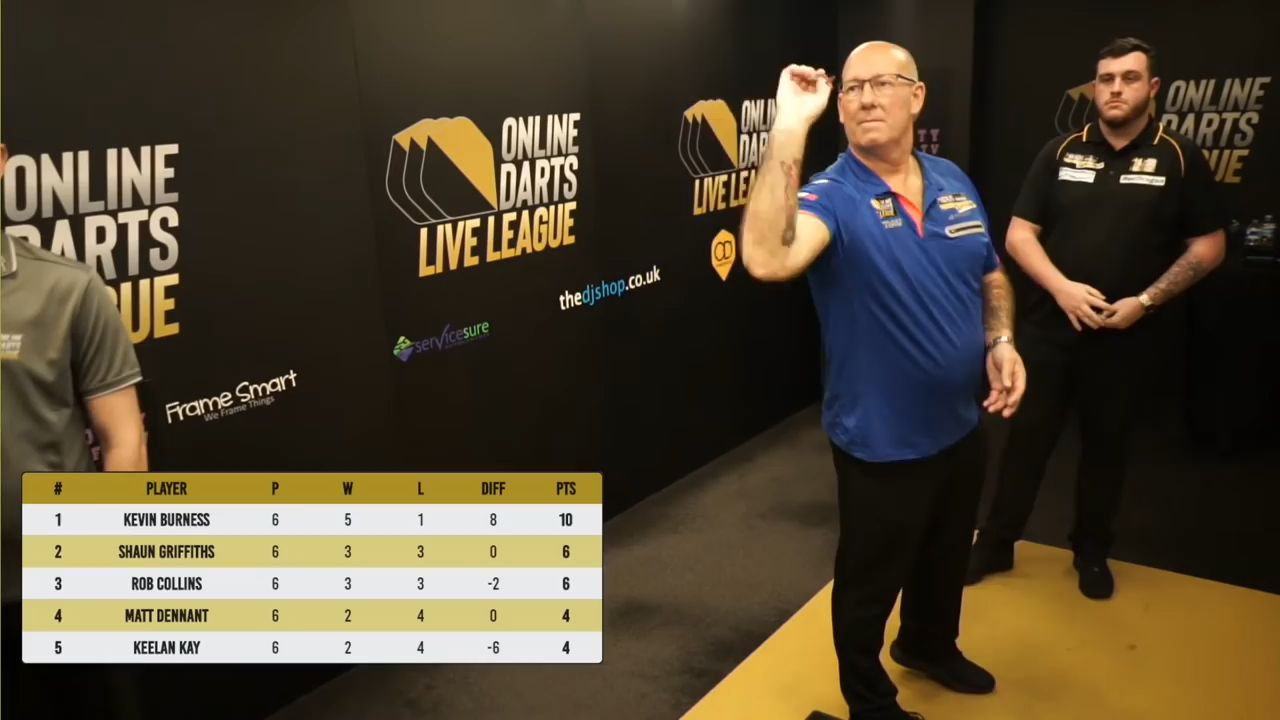 ONLINE
DARTS
LIVE LEAGUE
ONLINE
DARTS
LIVE
ONLINE
DARTS
ONLINE
DARTS
thedjshop.co.uk
servicesure
Frame Smart
We Frame Things
# PLAYER P W L DIFF PTS
1 KEVIN BURNESS 6 5 1 8 10
2 SHAUN GRIFFITHS 6 3 3 0 6
3 ROB COLLINS 6 3 3 -2 6
4 MATT DENNANT 6 2 4 0 4
5 KEELAN KAY 6 2 4 -6 4